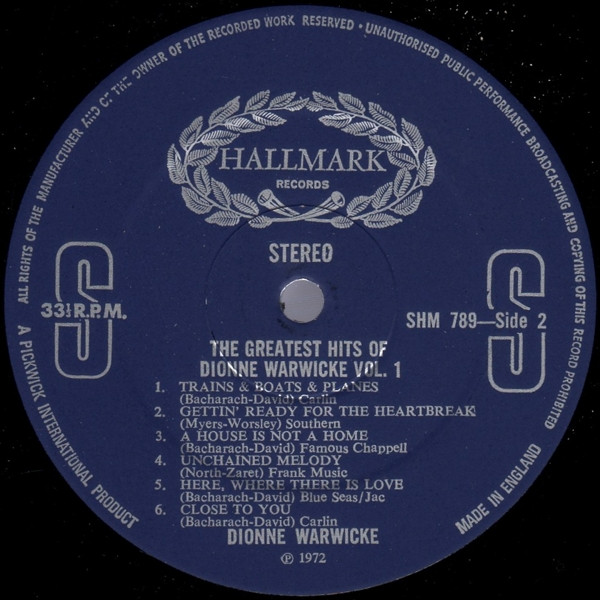 ALL RIGHTS OF THE MANUFACTURER AND OF THE OWNER OF THE RECORDED WORK RESERVED • UNAUTHORISED PUBLIC PERFORMANCE BROADCASTING AND COPYING OF THIS RECORD PROHIBITED
HALLMARK
RECORDS
STEREO
S
33⅓ R.P.M.
S
SHM 789—Side 2
THE GREATEST HITS OF
DIONNE WARWICKE VOL. 1
1. TRAINS & BOATS & PLANES
(Bacharach-David) Carlin
2. GETTIN' READY FOR THE HEARTBREAK
(Myers-Worsley) Southern
3. A HOUSE IS NOT A HOME
(Bacharach-David) Famous Chappell
4. UNCHAINED MELODY
(North-Zaret) Frank Music
5. HERE, WHERE THERE IS LOVE
(Bacharach-David) Blue Seas/Jac
6. CLOSE TO YOU
(Bacharach-David) Carlin
DIONNE WARWICKE
℗ 1972
A PICKWICK INTERNATIONAL PRODUCT
MADE IN ENGLAND